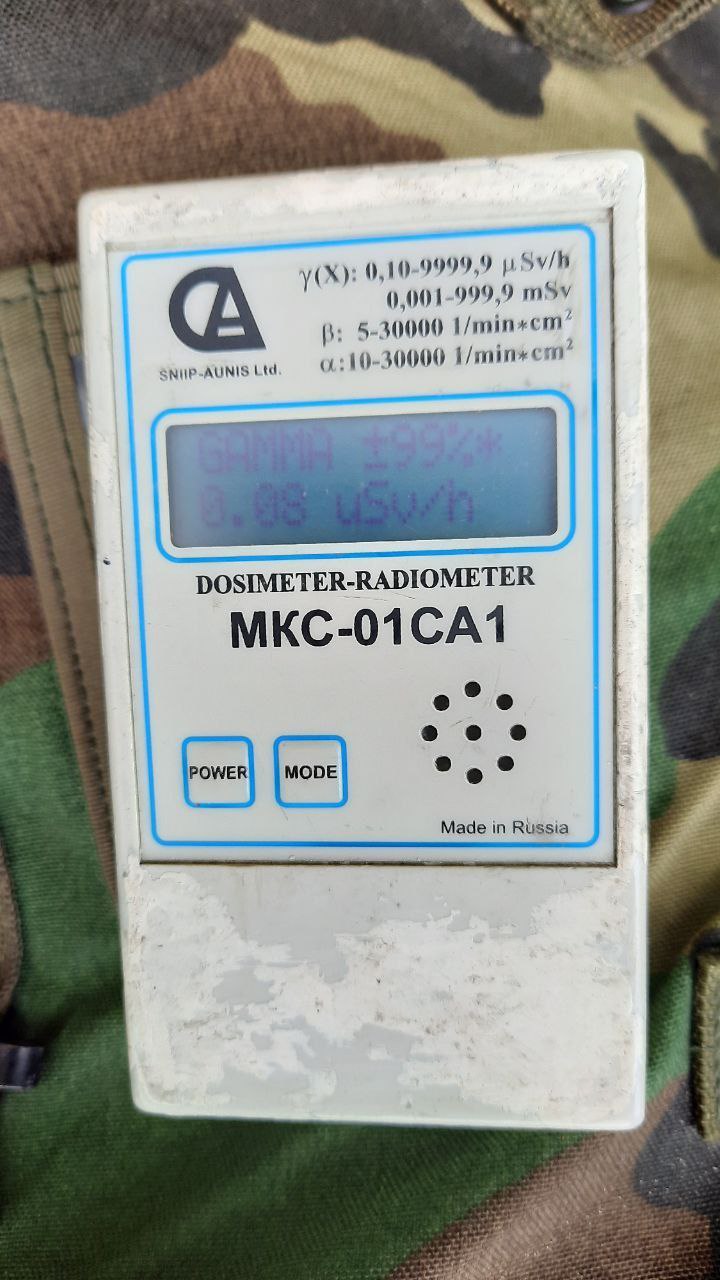 γ(X): 0,10-9999,9 μSv/h
0,001-999,9 mSv
β: 5-30000 1/min*cm²
α:10-30000 1/min*cm²
CA
SNIIP-AUNIS Ltd.
GAMMA ±99%*
0.08 uSv/h
DOSIMETER-RADIOMETER
МКС-01СА1
POWER
MODE
Made in Russia